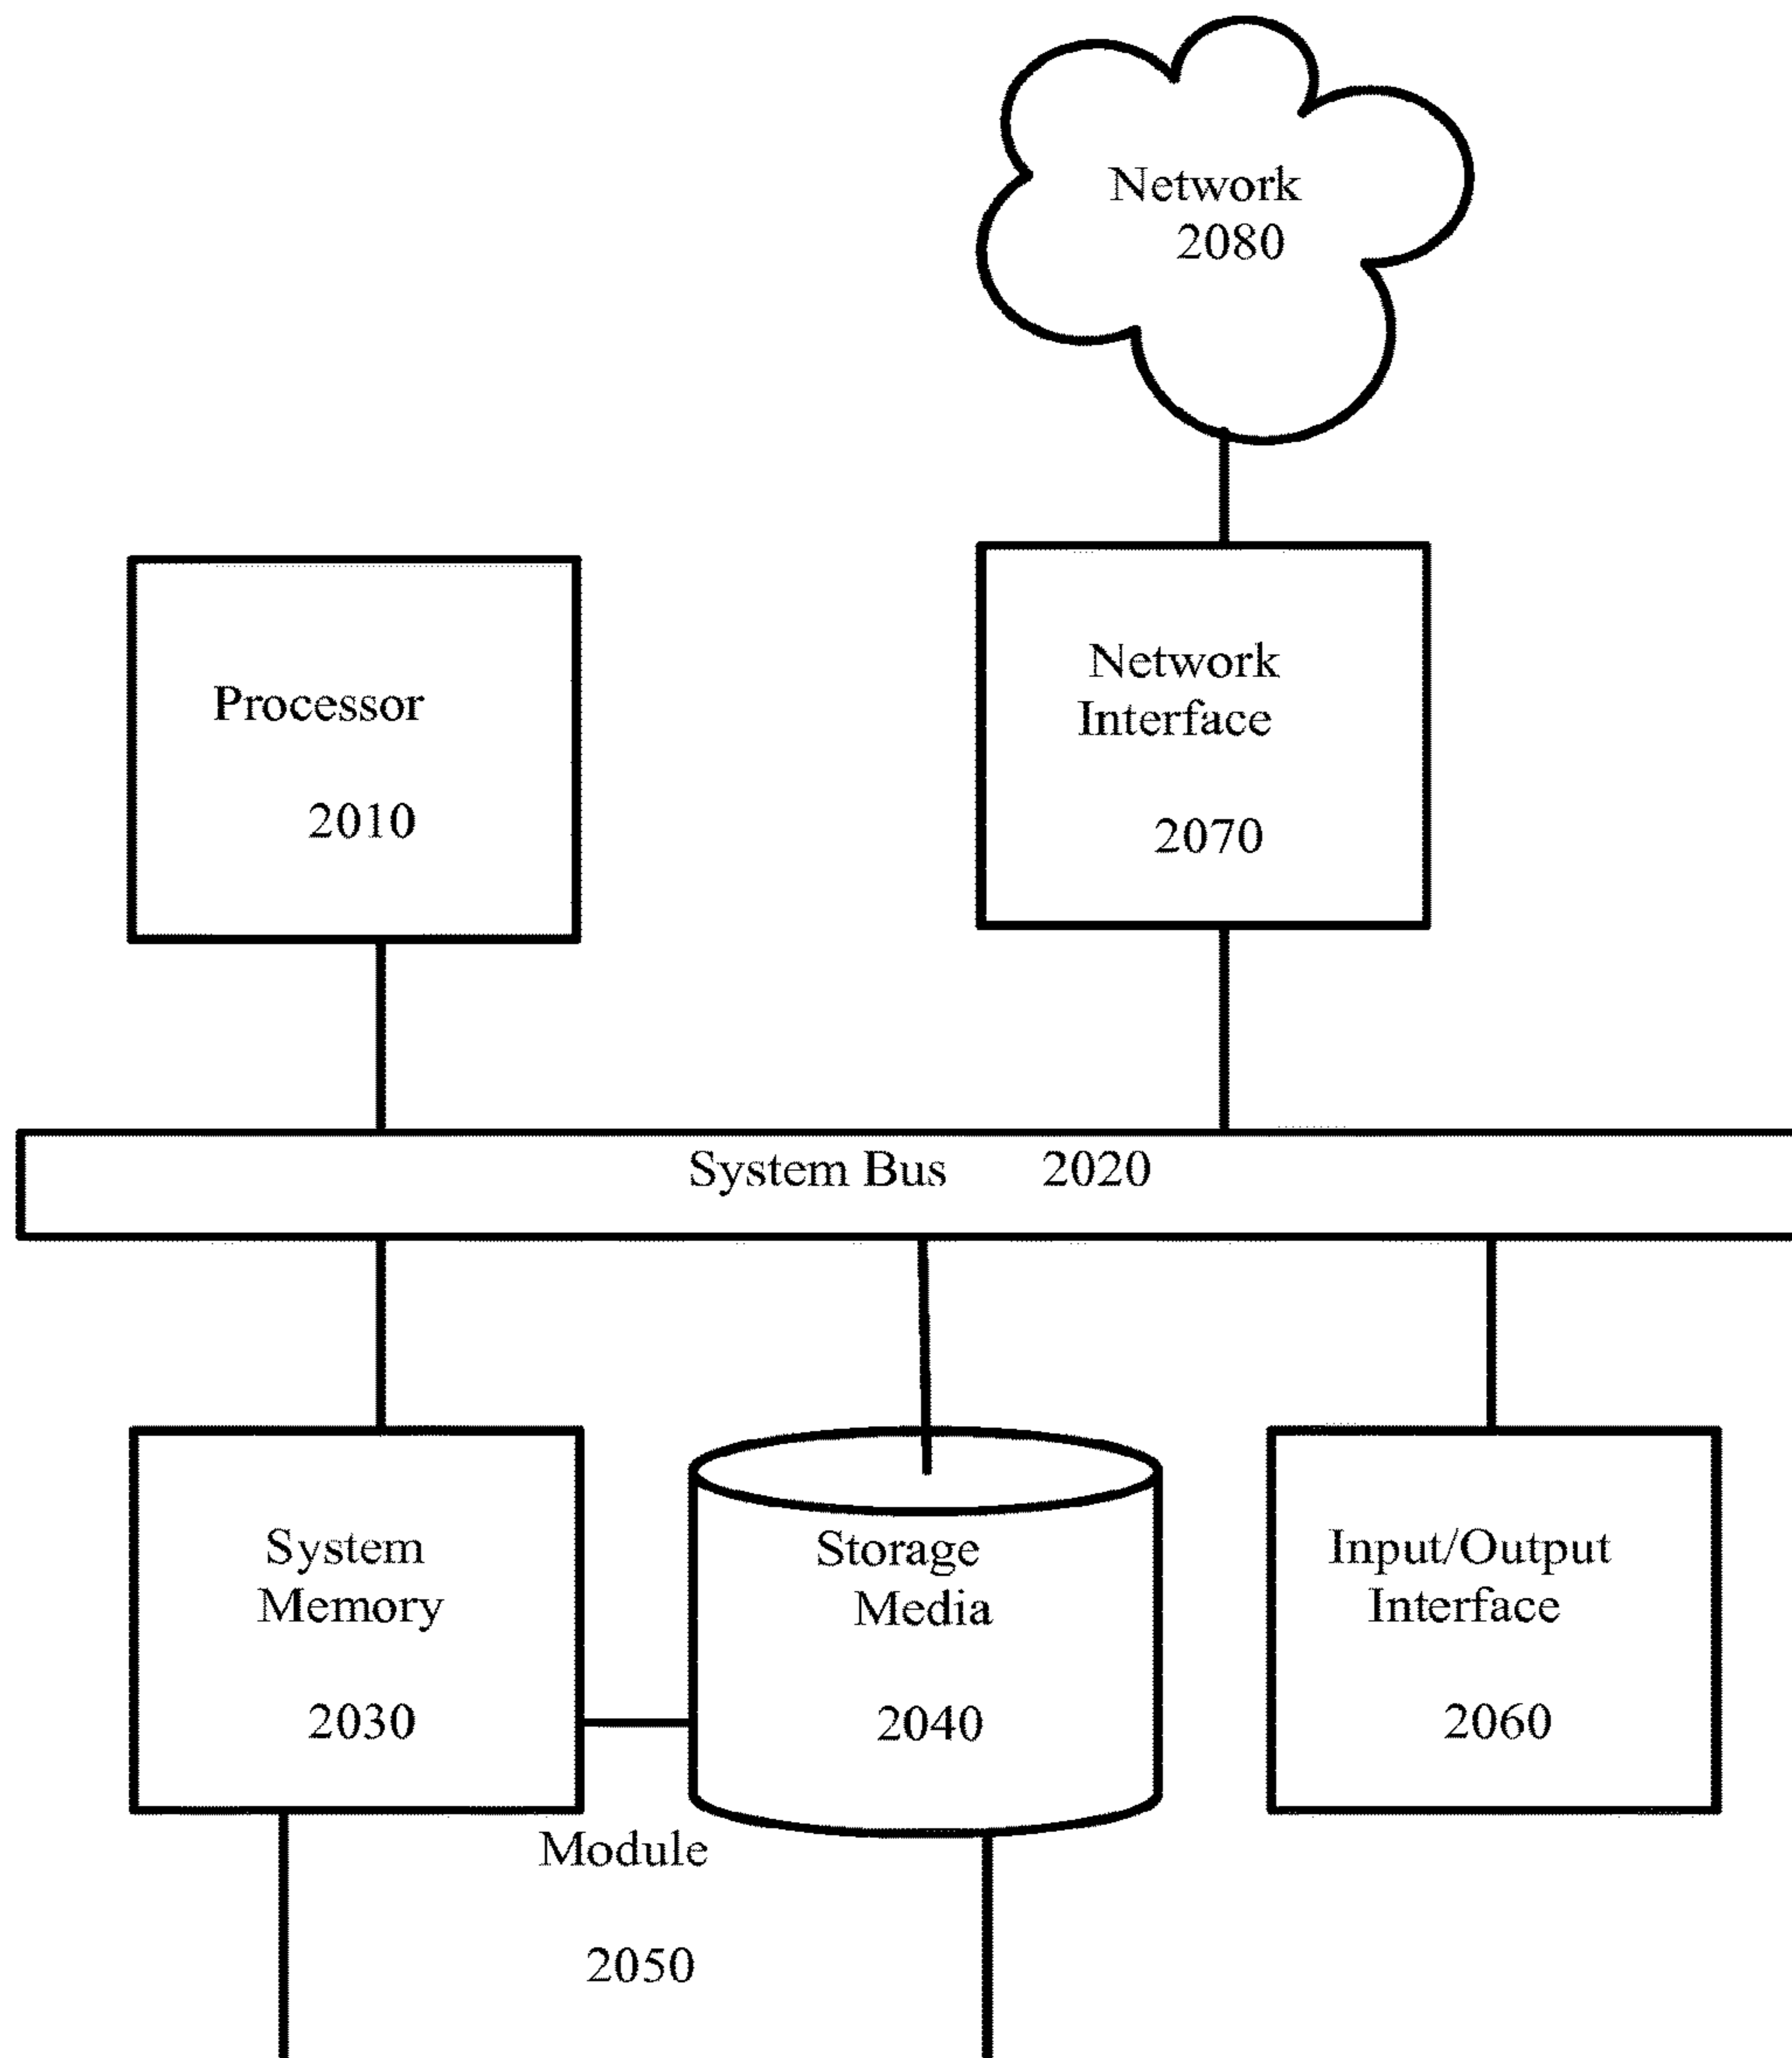 Network
2080
Processor
2010
Network
Interface
2070
System Bus 2020
System
Memory
2030
Storage
Media
2040
Input/Output
Interface
2060
Module
2050